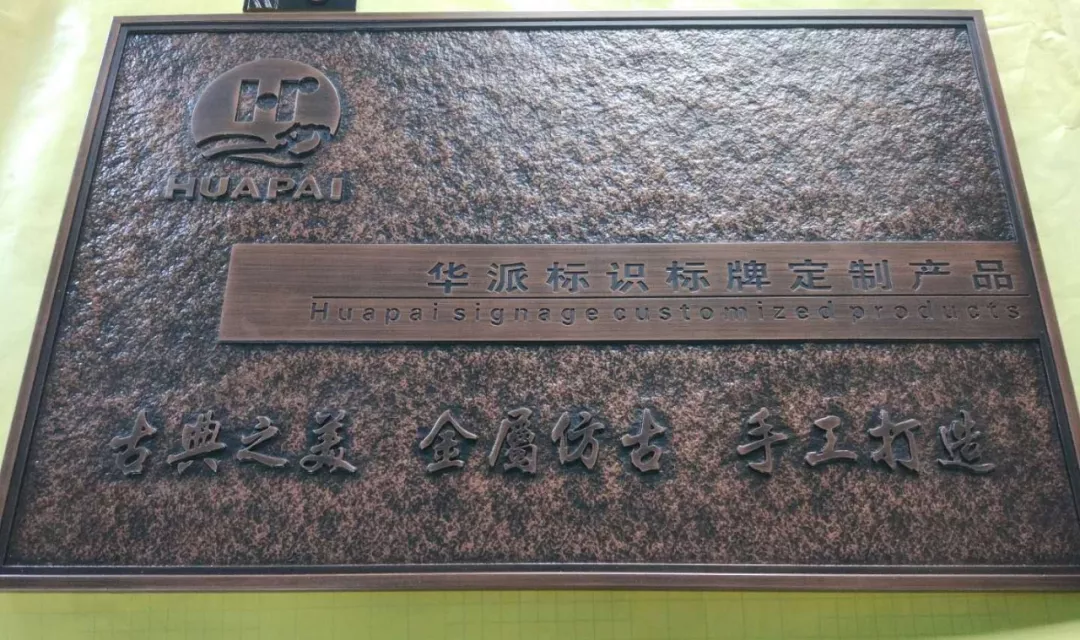 H
HUAPAI
华派标识标牌定制产品
Huapai signage customized products
古典之美 金屬仿古 手工打造